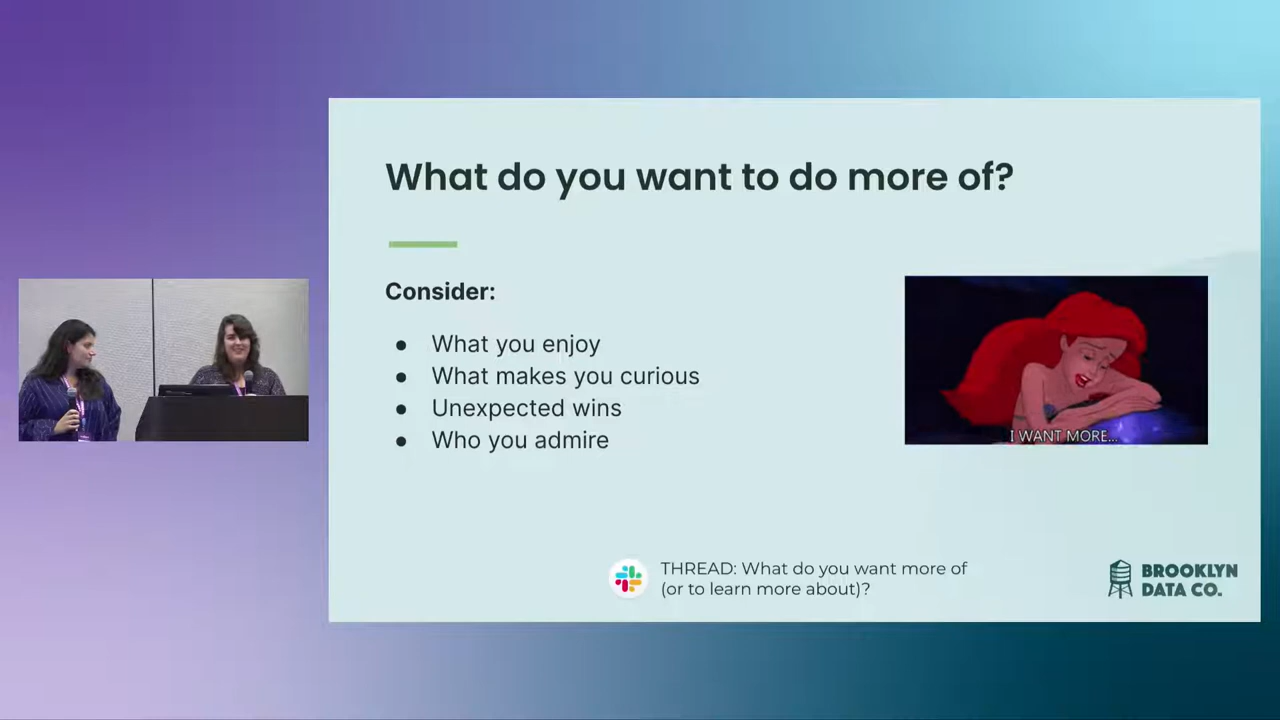 What do you want to do more of?
Consider:
● What you enjoy
● What makes you curious
● Unexpected wins
● Who you admire
I WANT MORE...
THREAD: What do you want more of
(or to learn more about)?
BROOKLYN
DATA CO.